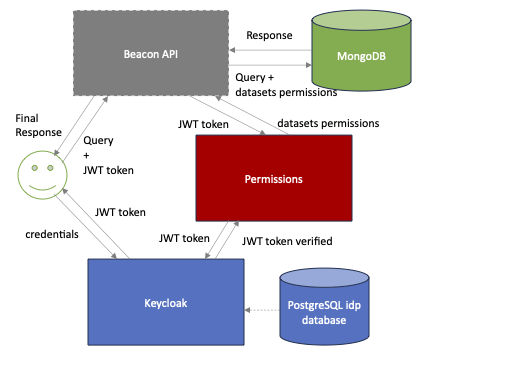 Response
Beacon API
MongoDB
Query +
datasets permissions
Final
Response
JWT token
datasets permissions
Query
+
JWT token
Permissions
JWT token
credentials
JWT token
JWT token verified
Keycloak
PostgreSQL idp
database